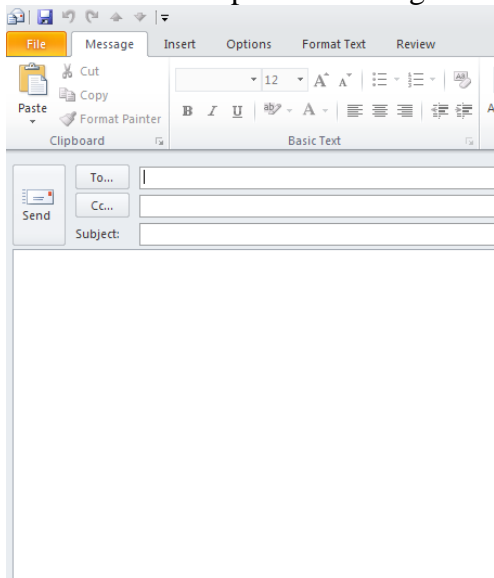 File Message Insert Options Format Text Review
Cut
Copy
Paste
Format Painter
12
B I U
Clipboard
Basic Text
To...
Cc...
Send
Subject: